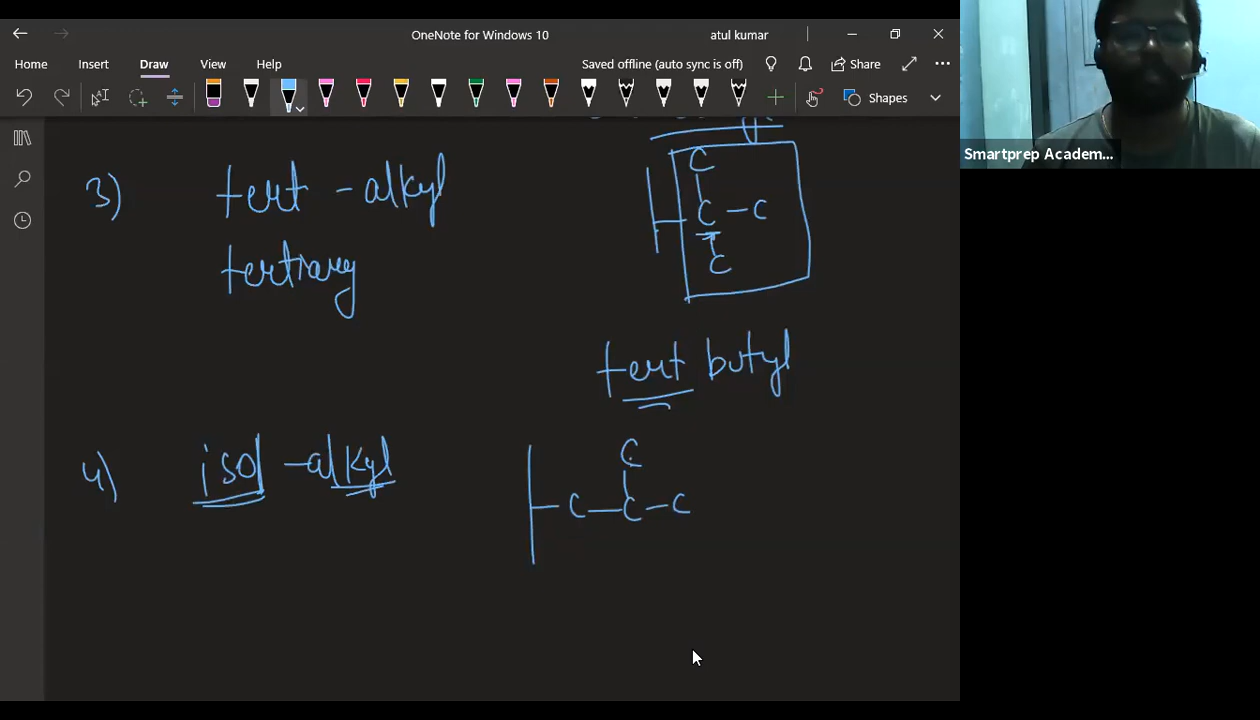 OneNote for Windows 10
atul kumar
Home Insert Draw View Help
Saved offline (auto sync is off)
Share
Shapes
Smartprep Academ...
3) tert - alkyl
tertiary
C
C - C
C
tert butyl
4) iso - alkyl
C
C - C - C